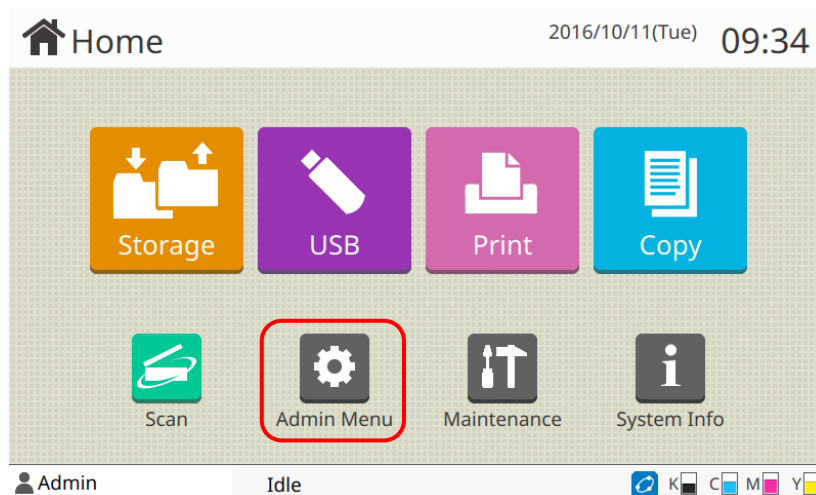 Home
2016/10/11(Tue) 09:34
Storage
USB
Print
Copy
Scan
Admin Menu
Maintenance
System Info
Admin
Idle
K C M Y